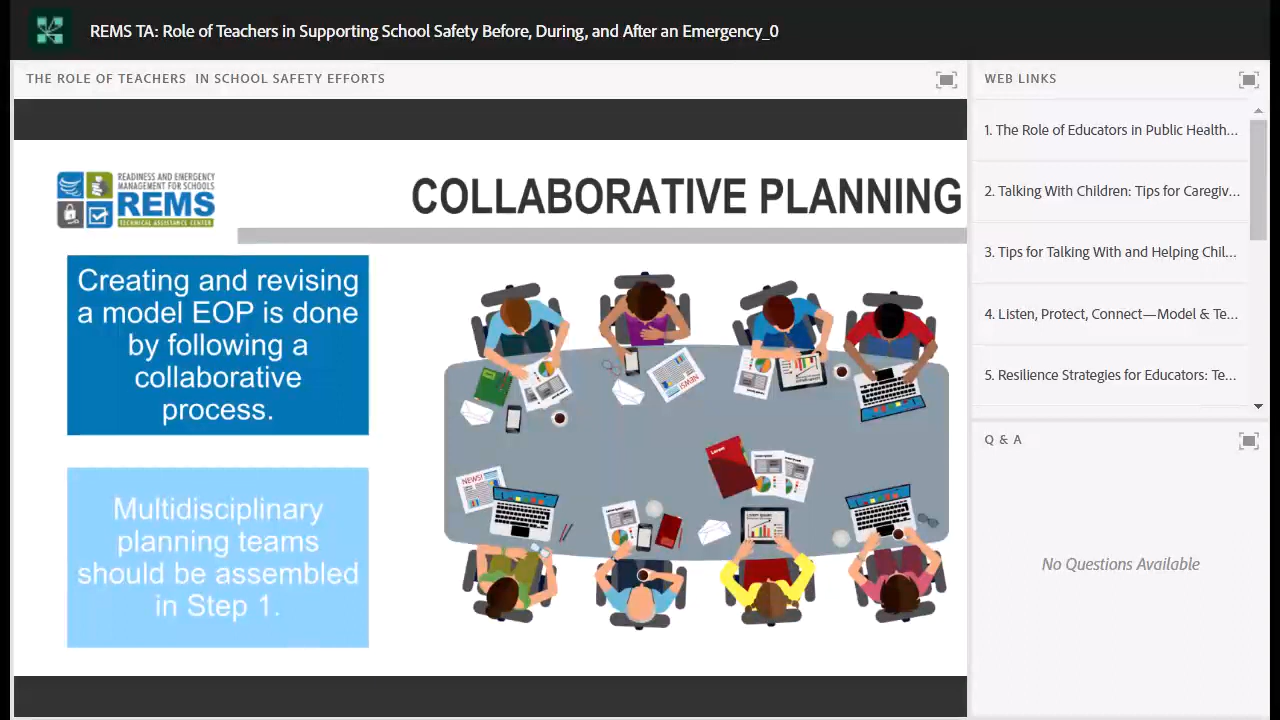 REMS TA: Role of Teachers in Supporting School Safety Before, During, and After an Emergency_0
THE ROLE OF TEACHERS IN SCHOOL SAFETY EFFORTS
READINESS AND EMERGENCY
MANAGEMENT FOR SCHOOLS
REMS
TECHNICAL ASSISTANCE CENTER
COLLABORATIVE PLANNING
Creating and revising
a model EOP is done
by following a
collaborative
process.
Multidisciplinary
planning teams
should be assembled
in Step 1.
NEWS!
Lorem
NEWS!
LOREM IPSUM
WEB LINKS
1. The Role of Educators in Public Health...
2. Talking With Children: Tips for Caregiv...
3. Tips for Talking With and Helping Chil...
4. Listen, Protect, Connect—Model & Te...
5. Resilience Strategies for Educators: Te...
Q & A
No Questions Available